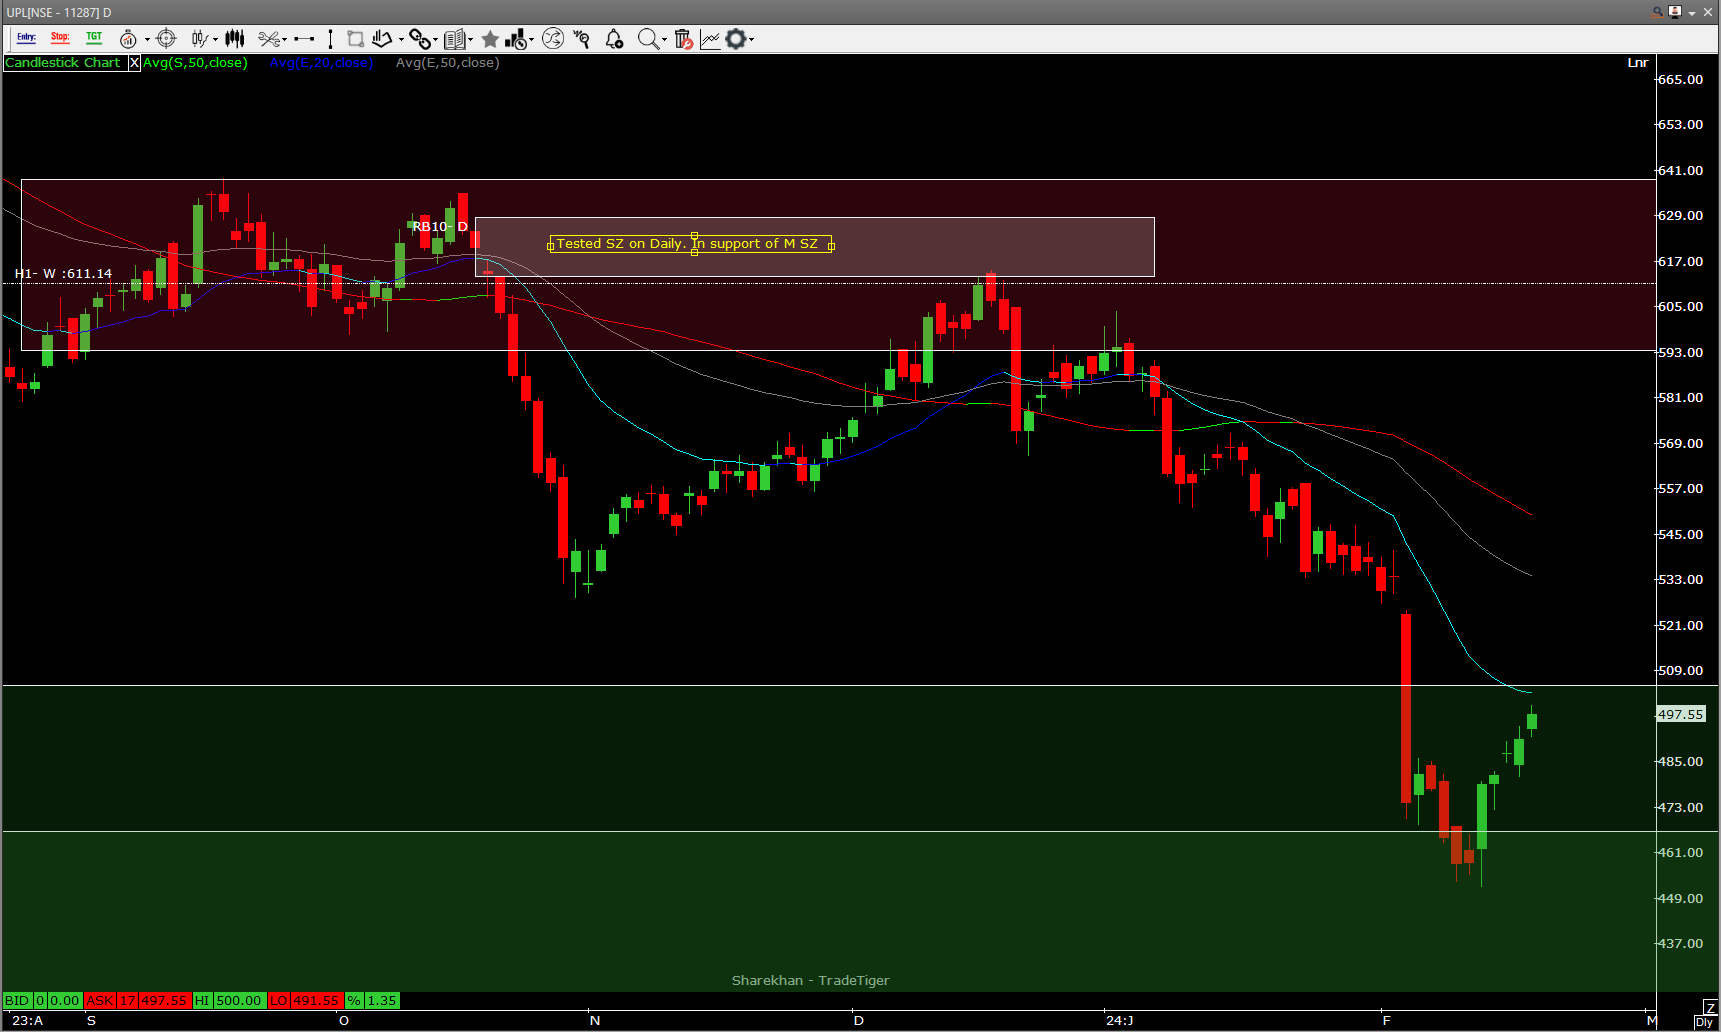 UPL[NSE - 11287] D
Entry: Stop: TGT
Candlestick Chart X Avg(S,50,close) Avg(E,20,close) Avg(E,50,close) Lnr
665.00
653.00
641.00
629.00
RB10- D
Tested SZ on Daily. In support of M SZ
617.00
H1- W :611.14
605.00
593.00
581.00
569.00
557.00
545.00
533.00
521.00
509.00
497.55
485.00
473.00
461.00
449.00
437.00
Sharekhan - TradeTiger
BID 0 0.00 ASK 17 497.55 HI 500.00 LO 491.55 % 1.35
Z
23:A S O N D 24:J F M Dly